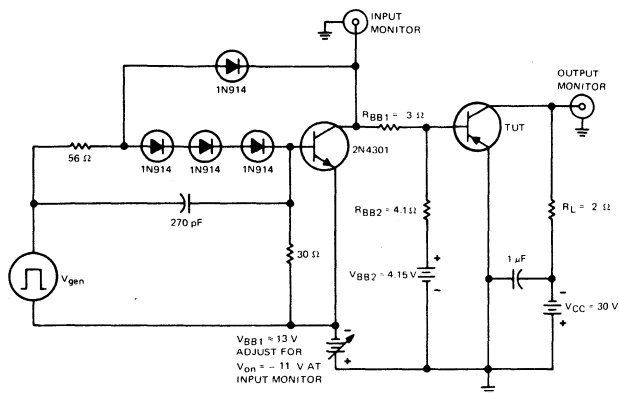 INPUT
MONITOR
1N914
OUTPUT
MONITOR
R_BB1 = 3 Ω
TUT
56 Ω
1N914
1N914
1N914
2N4301
270 pF
R_BB2 = 4.1 Ω
R_L = 2 Ω
30 Ω
1 μF
V_gen
V_BB2 = 4.15 V
+
-
-
V_CC = 30 V
+
V_BB1 ≈ 13 V
ADJUST FOR
V_on = - 11 V AT
INPUT MONITOR
-
+